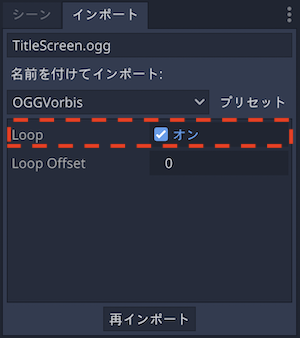 シーン インポート
TitleScreen.ogg
名前を付けてインポート:
OGGVorbis プリセット
Loop オン
Loop Offset 0
再インポート